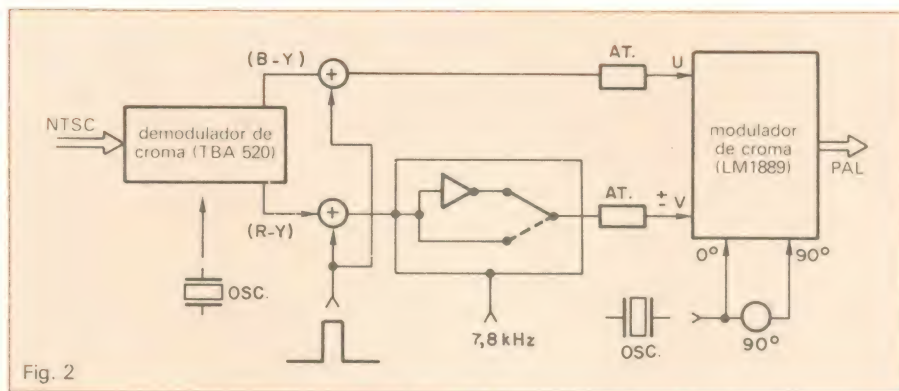 NTSC
demodulador de
croma (TBA 520)
(B-Y)
(R-Y)
OSC.
7,8 kHz
AT.
U
AT.
± V
modulador
de croma
(LM1889)
PAL
0°
90°
OSC.
90°
Fig. 2